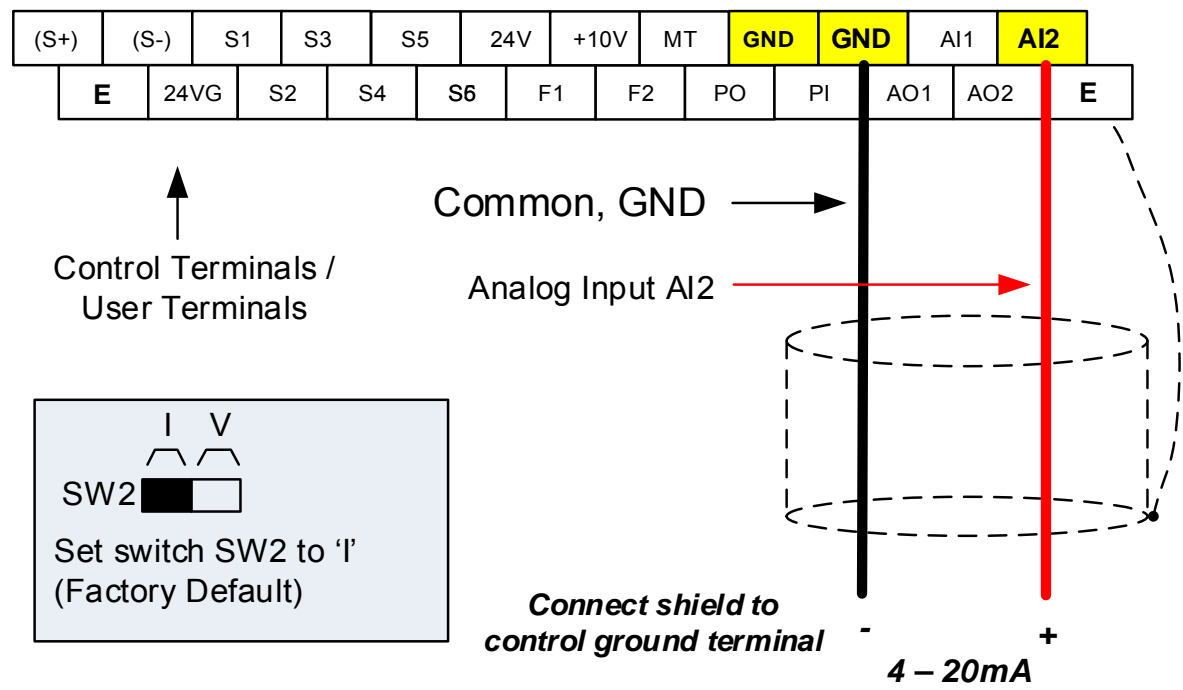 (S+) (S-) S1 S3 S5 24V +10V MT GND GND AI1 AI2
E 24VG S2 S4 S6 F1 F2 PO PI AO1 AO2 E
Common, GND
Control Terminals /
User Terminals
Analog Input AI2
I V
SW2
Set switch SW2 to ‘I’
(Factory Default)
Connect shield to
control ground terminal
- +
4 – 20mA